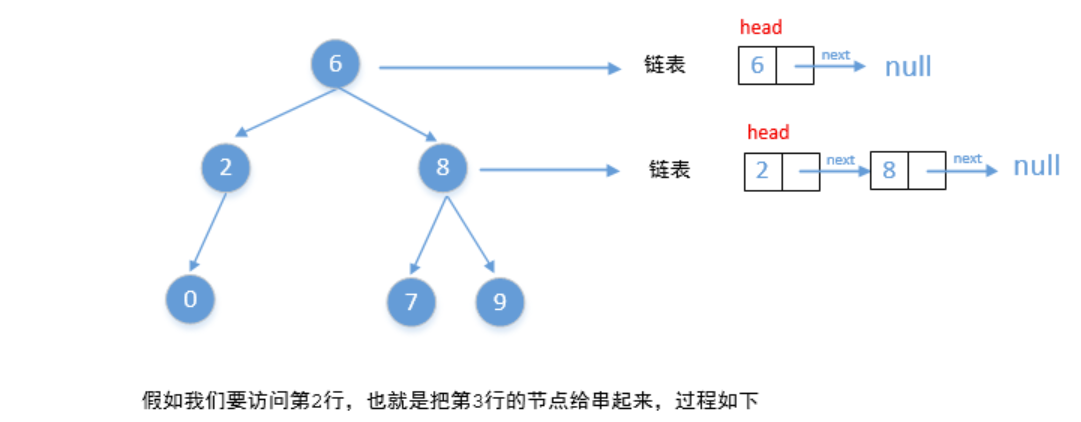 head
6 链表 6 next null
head
2 8 链表 2 next 8 next null
0 7 9
假如我们要访问第2行，也就是把第3行的节点给串起来，过程如下